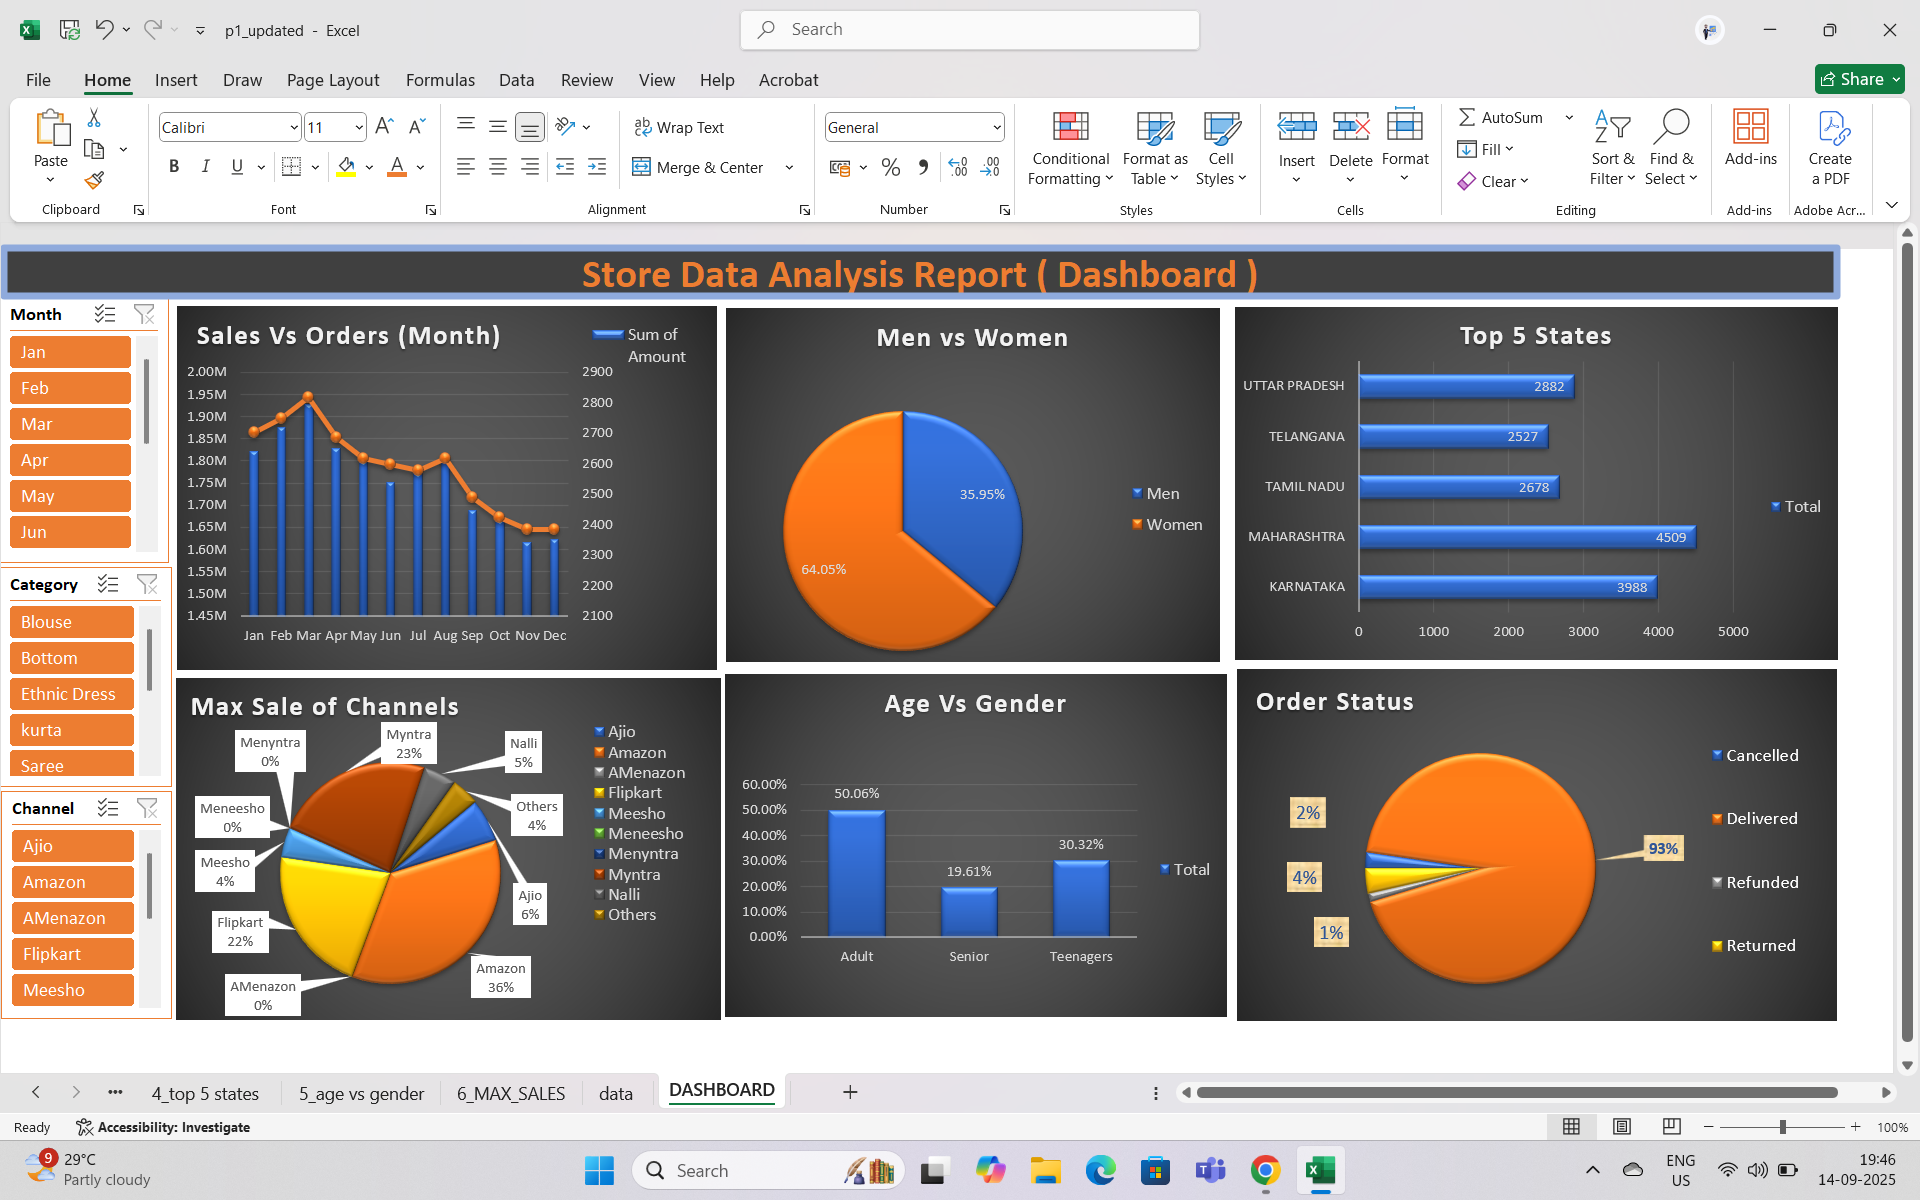 p1_updated - Excel
Search
File Home Insert Draw Page Layout Formulas Data Review View Help Acrobat
Share
Paste
Clipboard
Calibri 11
B I U
Font
Wrap Text
Merge & Center
Alignment
General
Number
Conditional Formatting
Format as Table
Cell Styles
Styles
Insert Delete Format
Cells
AutoSum
Fill
Clear
Sort & Filter
Find & Select
Editing
Add-ins
Add-ins
Create a PDF
Adobe Acr...
Store Data Analysis Report ( Dashboard )
Month
Jan
Feb
Mar
Apr
May
Jun
Category
Blouse
Bottom
Ethnic Dress
kurta
Saree
Channel
Ajio
Amazon
AMenazon
Flipkart
Meesho
Sales Vs Orders (Month)
Sum of
Amount
2.00M 2900
1.95M 2800
1.90M 2700
1.85M 2600
1.80M 2500
1.75M 2400
1.70M 2300
1.65M 2200
1.60M 2100
1.55M
1.50M
1.45M
Jan Feb Mar Apr May Jun Jul Aug Sep Oct Nov Dec
Men vs Women
35.95%
64.05%
Men
Women
Top 5 States
UTTAR PRADESH 2882
TELANGANA 2527
TAMIL NADU 2678
MAHARASHTRA 4509
KARNATAKA 3988
0 1000 2000 3000 4000 5000
Total
Max Sale of Channels
Menyntra
0%
Myntra
23%
Nalli
5%
Others
4%
Meneesho
0%
Meesho
4%
Ajio
6%
Flipkart
22%
Amazon
36%
AMenazon
0%
Ajio
Amazon
AMenazon
Flipkart
Meesho
Meneesho
Menyntra
Myntra
Nalli
Others
Age Vs Gender
60.00%
50.00%
40.00%
30.00%
20.00%
10.00%
0.00%
50.06%
19.61%
30.32%
Adult Senior Teenagers
Total
Order Status
2%
4%
1%
93%
Cancelled
Delivered
Refunded
Returned
4_top 5 states 5_age vs gender 6_MAX_SALES data DASHBOARD
Ready Accessibility: Investigate 100%
9
29°C
Partly cloudy
Search
ENG
US
19:46
14-09-2025